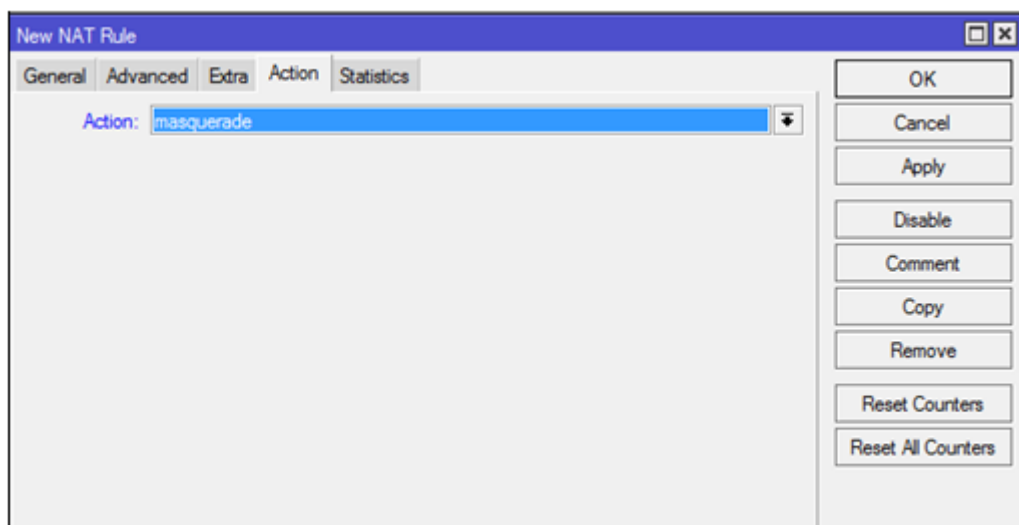 New NAT Rule
General Advanced Extra Action Statistics
Action: masquerade
OK
Cancel
Apply
Disable
Comment
Copy
Remove
Reset Counters
Reset All Counters